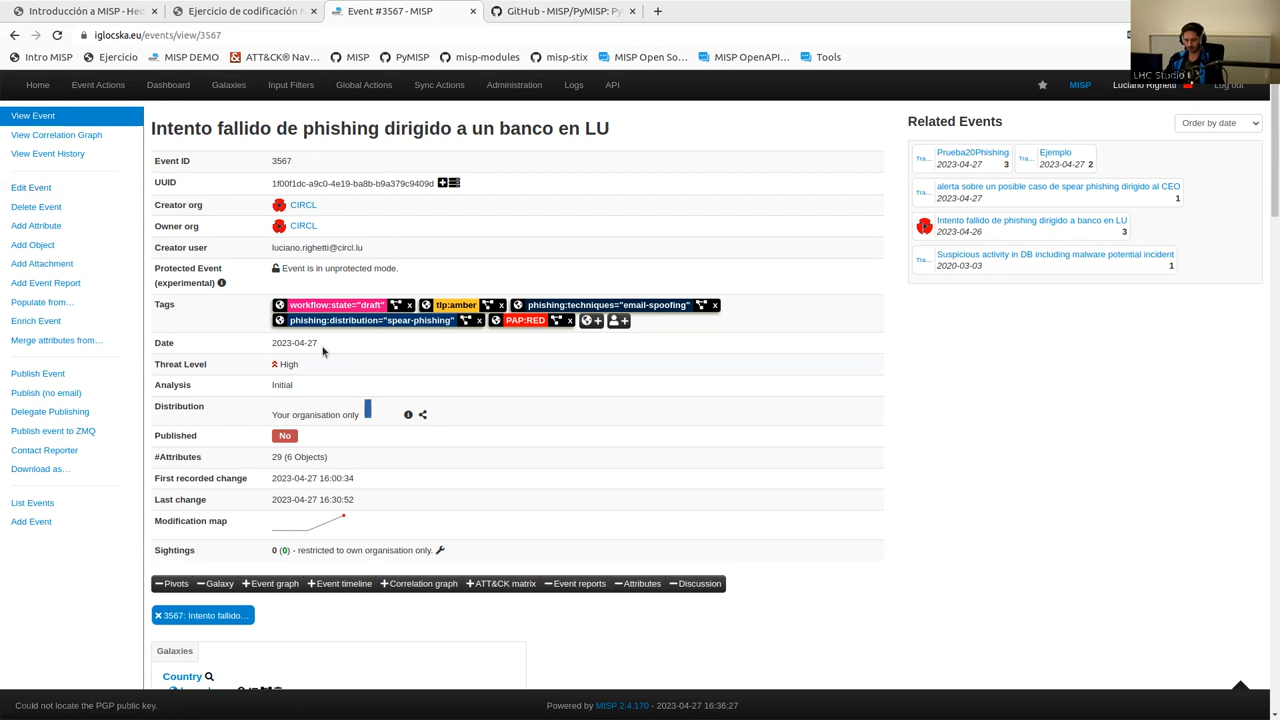 Introducción a MISP - Hed
Ejercicio de codificación M
Event #3567 - MISP
GitHub - MISP/PyMISP: Py
iglocska.eu/events/view/3567
Intro MISP Ejercicio MISP DEMO ATT&CK® Nav… MISP PyMISP misp-modules misp-stix MISP Open So… MISP OpenAPI… Tools
LHC Studio
Home Event Actions Dashboard Galaxies Input Filters Global Actions Sync Actions Administration Logs API MISP Luciano Righetti Log out
View Event
View Correlation Graph
View Event History
Edit Event
Delete Event
Add Attribute
Add Object
Add Attachment
Add Event Report
Populate from…
Enrich Event
Merge attributes from…
Publish Event
Publish (no email)
Delegate Publishing
Publish event to ZMQ
Contact Reporter
Download as…
List Events
Add Event
Intento fallido de phishing dirigido a un banco en LU
Event ID 3567
UUID 1f00f1dc-a9c0-4e19-ba8b-b9a379c9409d
Creator org CIRCL
Owner org CIRCL
Creator user luciano.righetti@circl.lu
Protected Event (experimental) Event is in unprotected mode.
Tags workflow:state="draft" x tlp:amber x phishing:techniques="email-spoofing" x
phishing:distribution="spear-phishing" x PAP:RED x + +
Date 2023-04-27
Threat Level High
Analysis Initial
Distribution Your organisation only
Published No
#Attributes 29 (6 Objects)
First recorded change 2023-04-27 16:00:34
Last change 2023-04-27 16:30:52
Modification map
Sightings 0 (0) - restricted to own organisation only.
Pivots Galaxy Event graph Event timeline Correlation graph ATT&CK matrix Event reports Attributes Discussion
3567: Intento fallido…
Galaxies
Country
Related Events
Order by date
Tra… Prueba20Phishing
2023-04-27 3
Tra… Ejemplo
2023-04-27 2
Tra… alerta sobre un posible caso de spear phishing dirigido al CEO
2023-04-27 1
Intento fallido de phishing dirigido a banco en LU
2023-04-26 3
Tra… Suspicious activity in DB including malware potential incident
2020-03-03 1
Could not locate the PGP public key.
Powered by MISP 2.4.170 - 2023-04-27 16:36:27